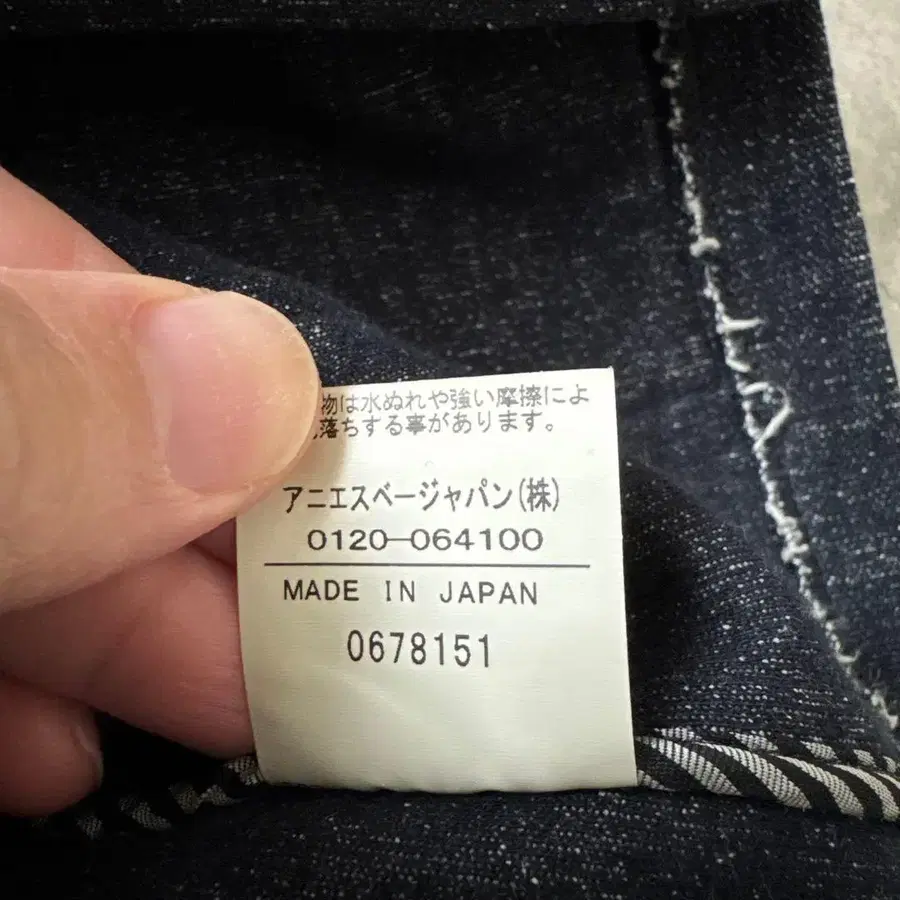 物は水ぬれや強い摩擦によ
落ちする事があります。
アニエスベージャパン(株)
0120-064100
MADE IN JAPAN
0678151